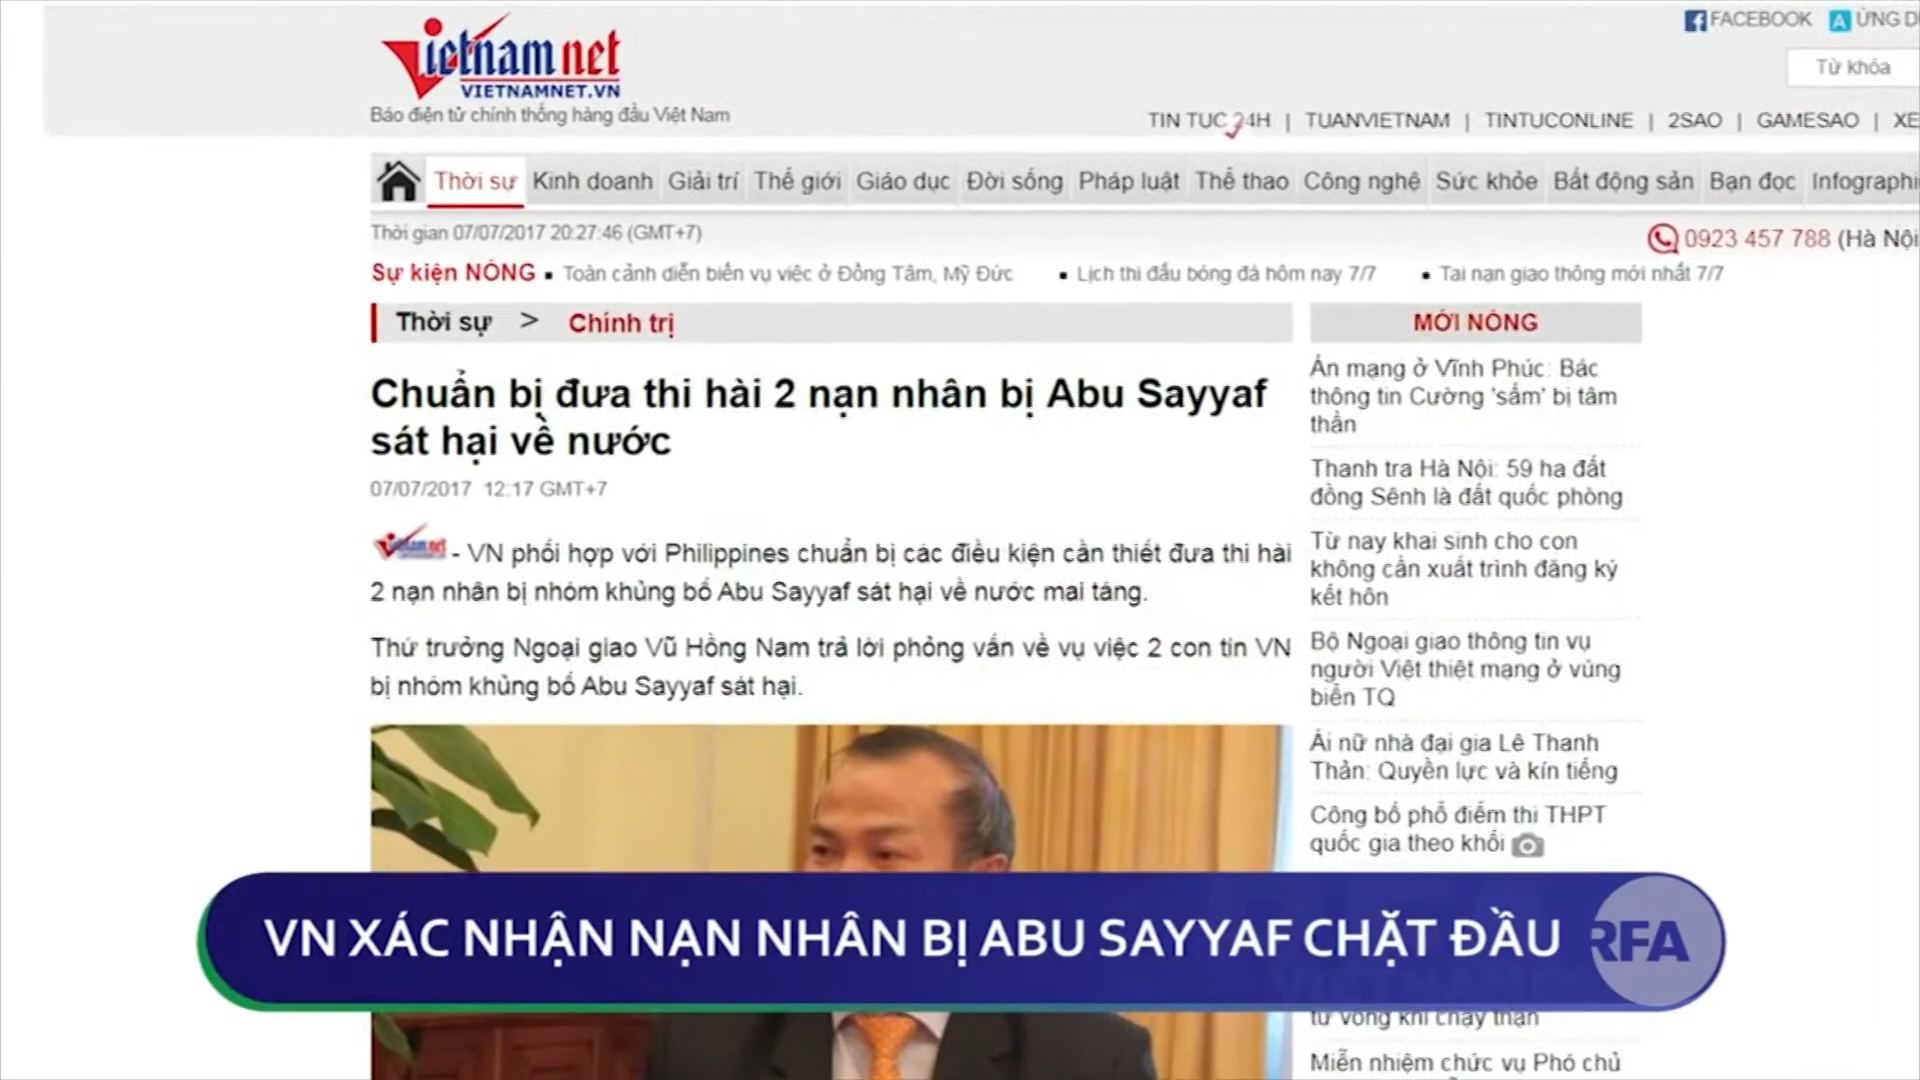 FACEBOOK
Vietnamnet
VIETNAMNET.VN
Từ khóa
Báo điện tử chính thống hàng đầu Việt Nam
TIN TỨC 24H | TUANVIETNAM | TINTUCONLINE | 2SAO | GAMESAO |
Thời sự Kinh doanh Giải trí Thế giới Giáo dục Đời sống Pháp luật Thể thao Công nghệ Sức khỏe Bất động sản Bạn đọc
Thời gian 07/07/2017 20:27:46 (GMT+7)
0923 457 788 (Hà Nội
Sự kiện NÓNG ▪ Toàn cảnh diễn biến vụ việc ở Đồng Tâm, Mỹ Đức ▪ Lịch thi đấu bóng đá hôm nay 7/7 ▪ Tai nạn giao thông mới nhất 7/7
Thời sự > Chính trị
Chuẩn bị đưa thi hài 2 nạn nhân bị Abu Sayyaf
sát hại về nước
07/07/2017 12:17 GMT+7
Vietnamnet - VN phối hợp với Philippines chuẩn bị các điều kiện cần thiết đưa thi hài
2 nạn nhân bị nhóm khủng bố Abu Sayyaf sát hại về nước mai táng.
Thứ trưởng Ngoại giao Vũ Hồng Nam trả lời phỏng vấn về vụ việc 2 con tin VN
bị nhóm khủng bố Abu Sayyaf sát hại.
MỚI NÓNG
Án mạng ở Vĩnh Phúc: Bác
thông tin Cường 'sắm' bị tâm
thần
Thanh tra Hà Nội: 59 ha đất
đồng Sênh là đất quốc phòng
Từ nay khai sinh cho con
không cần xuất trình đăng ký
kết hôn
Bộ Ngoại giao thông tin vụ
người Việt thiệt mạng ở vùng
biển TQ
Ái nữ nhà đại gia Lê Thanh
Thản: Quyền lực và kín tiếng
Công bố phổ điểm thi THPT
quốc gia theo khối
tử vong khi chạy thận
Miễn nhiệm chức vụ Phó chủ
VN XÁC NHẬN NẠN NHÂN BỊ ABU SAYYAF CHẶT ĐẦU
RFA